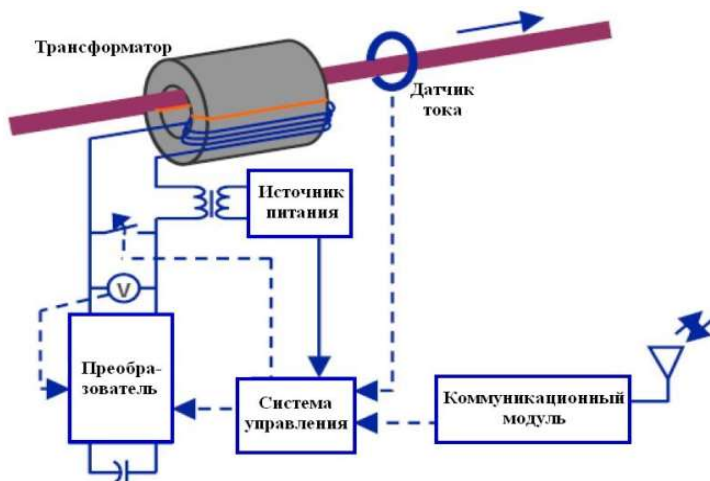 Трансформатор
Датчик
тока
Источник
питания
V
Преобра-
зователь
Система
управления
Коммуникационный
модуль